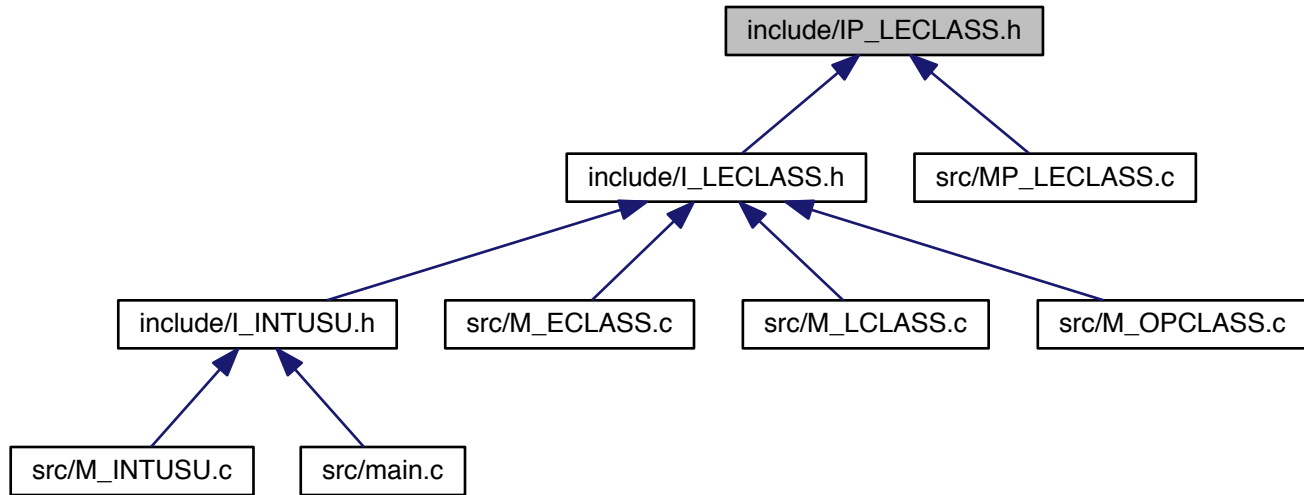 include/IP_LECLASS.h
include/I_LECLASS.h
src/MP_LECLASS.c
include/I_INTUSU.h
src/M_ECLASS.c
src/M_LCLASS.c
src/M_OPCLASS.c
src/M_INTUSU.c
src/main.c